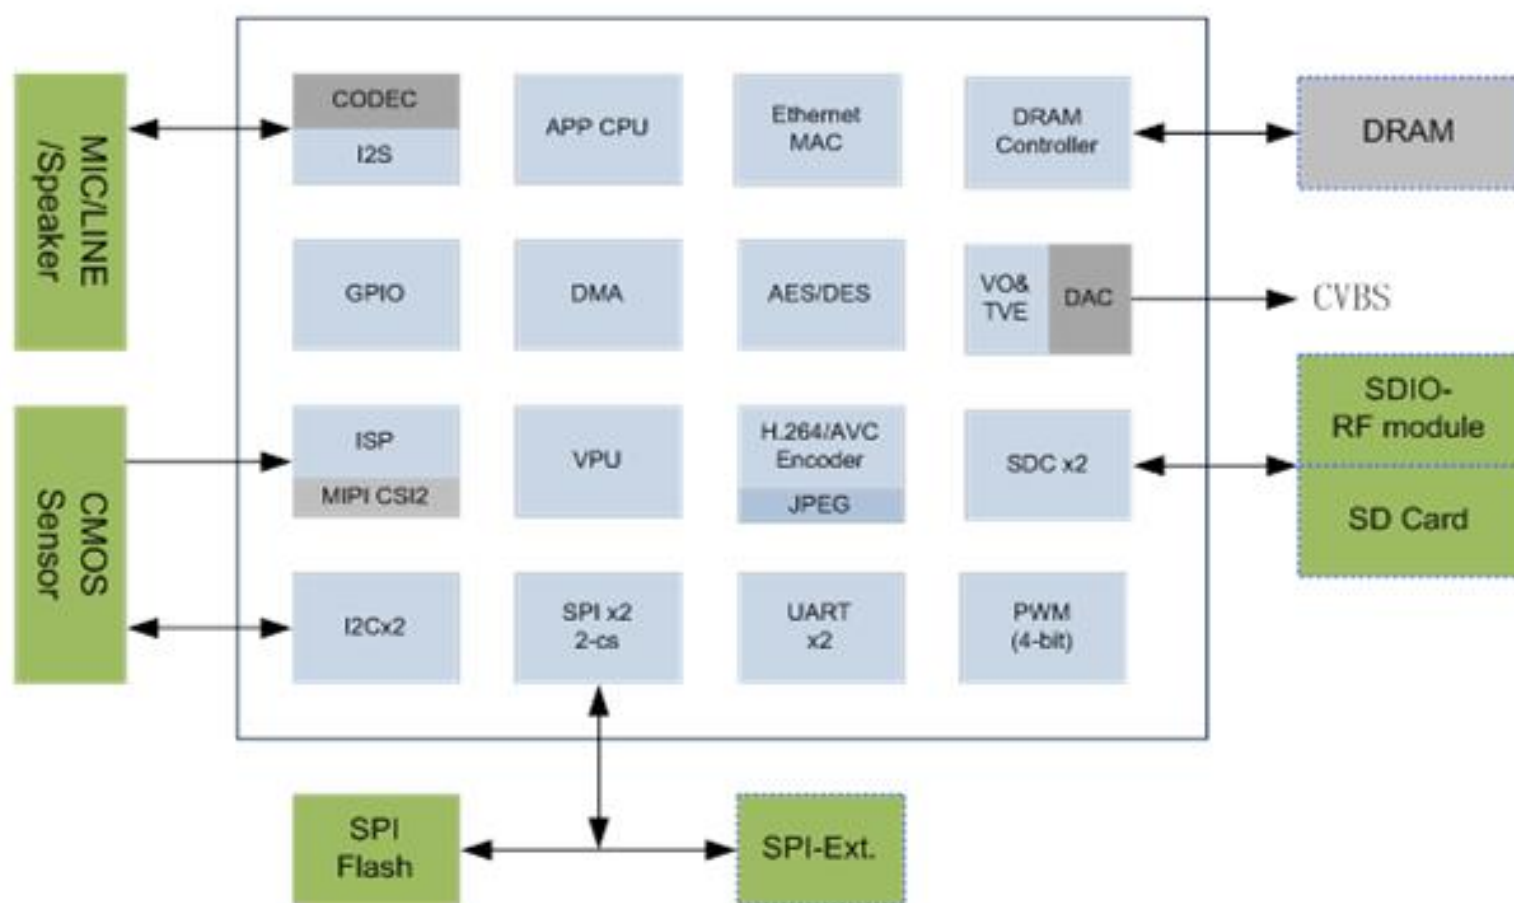 MIC/LINE
/Speaker
CODEC
I2S
APP CPU
Ethernet
MAC
DRAM
Controller
DRAM
GPIO
DMA
AES/DES
VO&
TVE
DAC
CVBS
CMOS
Sensor
ISP
MIPI CSI2
VPU
H.264/AVC
Encoder
JPEG
SDC x2
SDIO-
RF module
SD Card
I2Cx2
SPI x2
2-cs
UART
x2
PWM
(4-bit)
SPI
Flash
SPI-Ext.